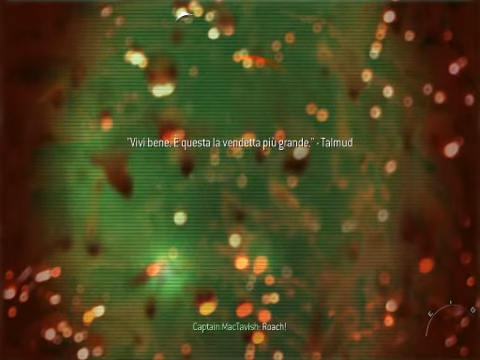 "Vivi bene. È questa la vendetta più grande." - Talmud
Captain MacTavish: Roach!
E